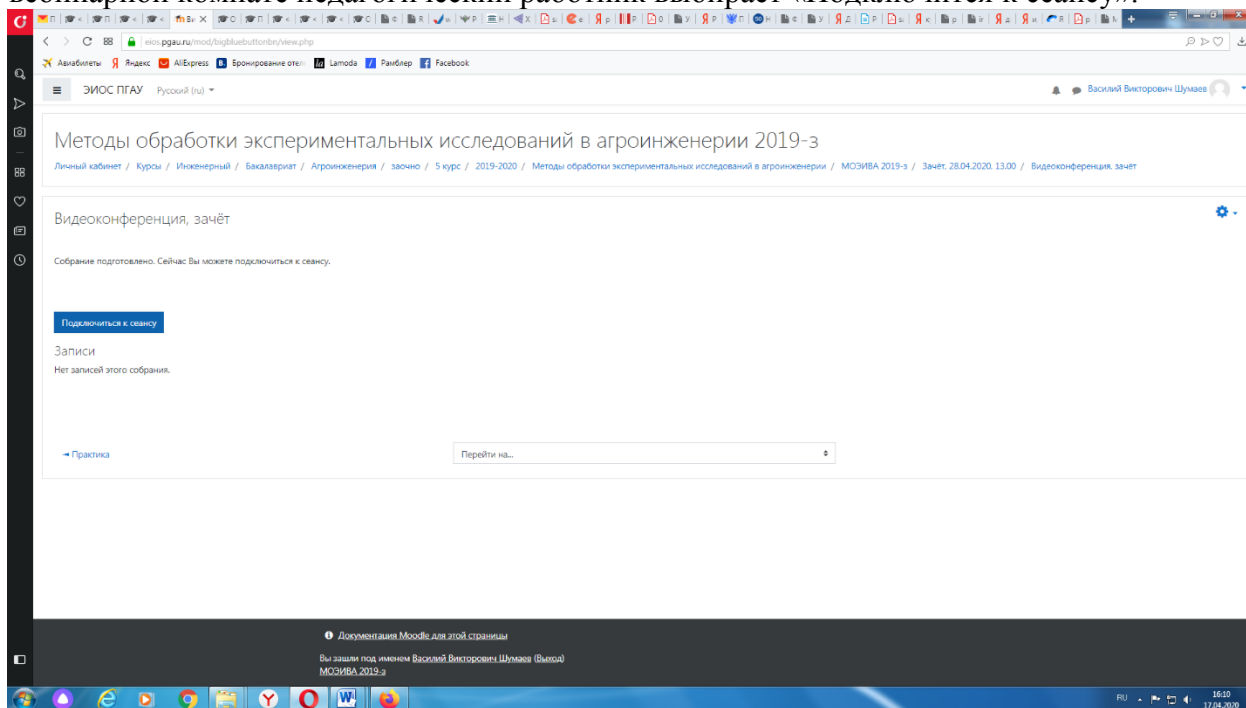 вебинарной комнате педагогический работник выбирает «Подключится к сеансу».
eios.pgau.ru/mod/bigbluebuttonbn/view.php
Авиабилеты Яндекс AliExpress Бронирование отел Lamoda Рамблер Facebook
ЭИОС ПГАУ Русский (ru) Василий Викторович Шумаев
Методы обработки экспериментальных исследований в агроинженерии 2019-з
Личный кабинет / Курсы / Инженерный / Бакалавриат / Агроинженерия / заочно / 5 курс / 2019-2020 / Методы обработки экспериментальных исследований в агроинженерии / МОЭИВА 2019-з / Зачет, 28.04.2020, 13.00 / Видеоконференция, зачёт
Видеоконференция, зачёт
Собрание подготовлено. Сейчас Вы можете подключиться к сеансу.
Подключиться к сеансу
Записи
Нет записей этого собрания.
Практика Перейти на...
Документация Moodle для этой страницы
Вы зашли под именем Василий Викторович Шумаев (Выход)
МОЭИВА 2019-з
RU 16:10
17.04.2020